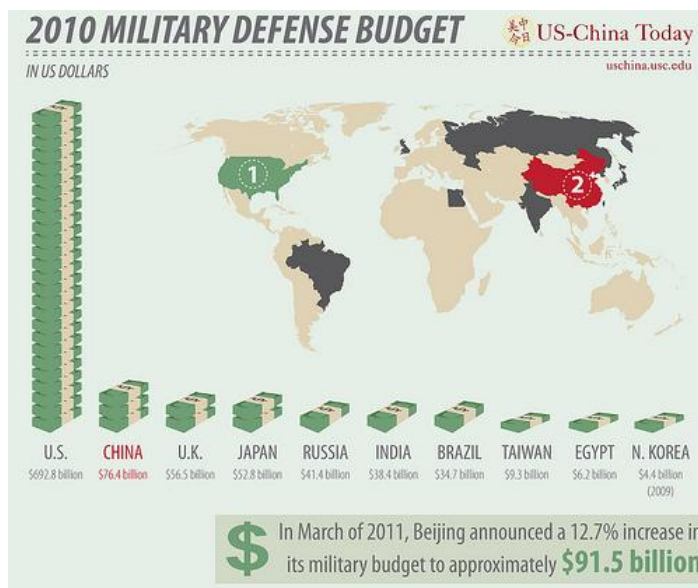 2010 MILITARY DEFENSE BUDGET
美中
今日
US-China Today
uschina.usc.edu
IN US DOLLARS
1
2
U.S. CHINA U.K. JAPAN RUSSIA INDIA BRAZIL TAIWAN EGYPT N. KOREA
$692.8 billion $76.4 billion $56.5 billion $52.8 billion $41.4 billion $38.4 billion $34.7 billion $9.3 billion $6.2 billion $4.4 billion
(2009)
$ In March of 2011, Beijing announced a 12.7% increase in
its military budget to approximately $91.5 billion